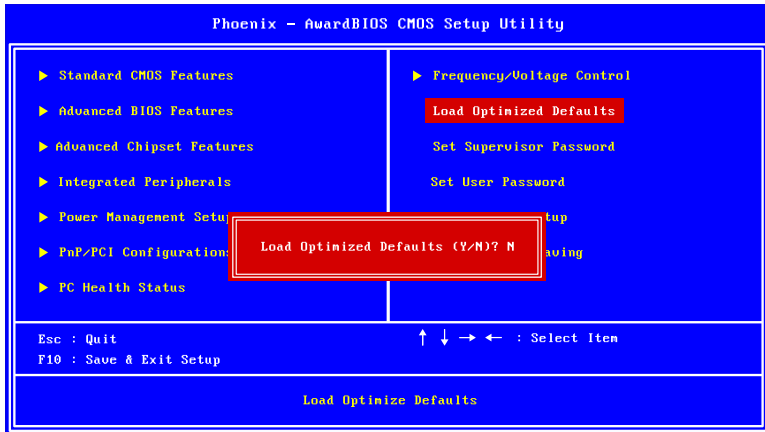 Phoenix - AwardBIOS CMOS Setup Utility
Standard CMOS Features
Advanced BIOS Features
Advanced Chipset Features
Integrated Peripherals
Power Management Setu
PnP/PCI Configuration
PC Health Status
Frequency/Voltage Control
Load Optimized Defaults
Set Supervisor Password
Set User Password
tup
aving
Load Optimized Defaults (Y/N)? N
Esc : Quit
F10 : Save & Exit Setup
↑ ↓ → ← : Select Item
Load Optimize Defaults